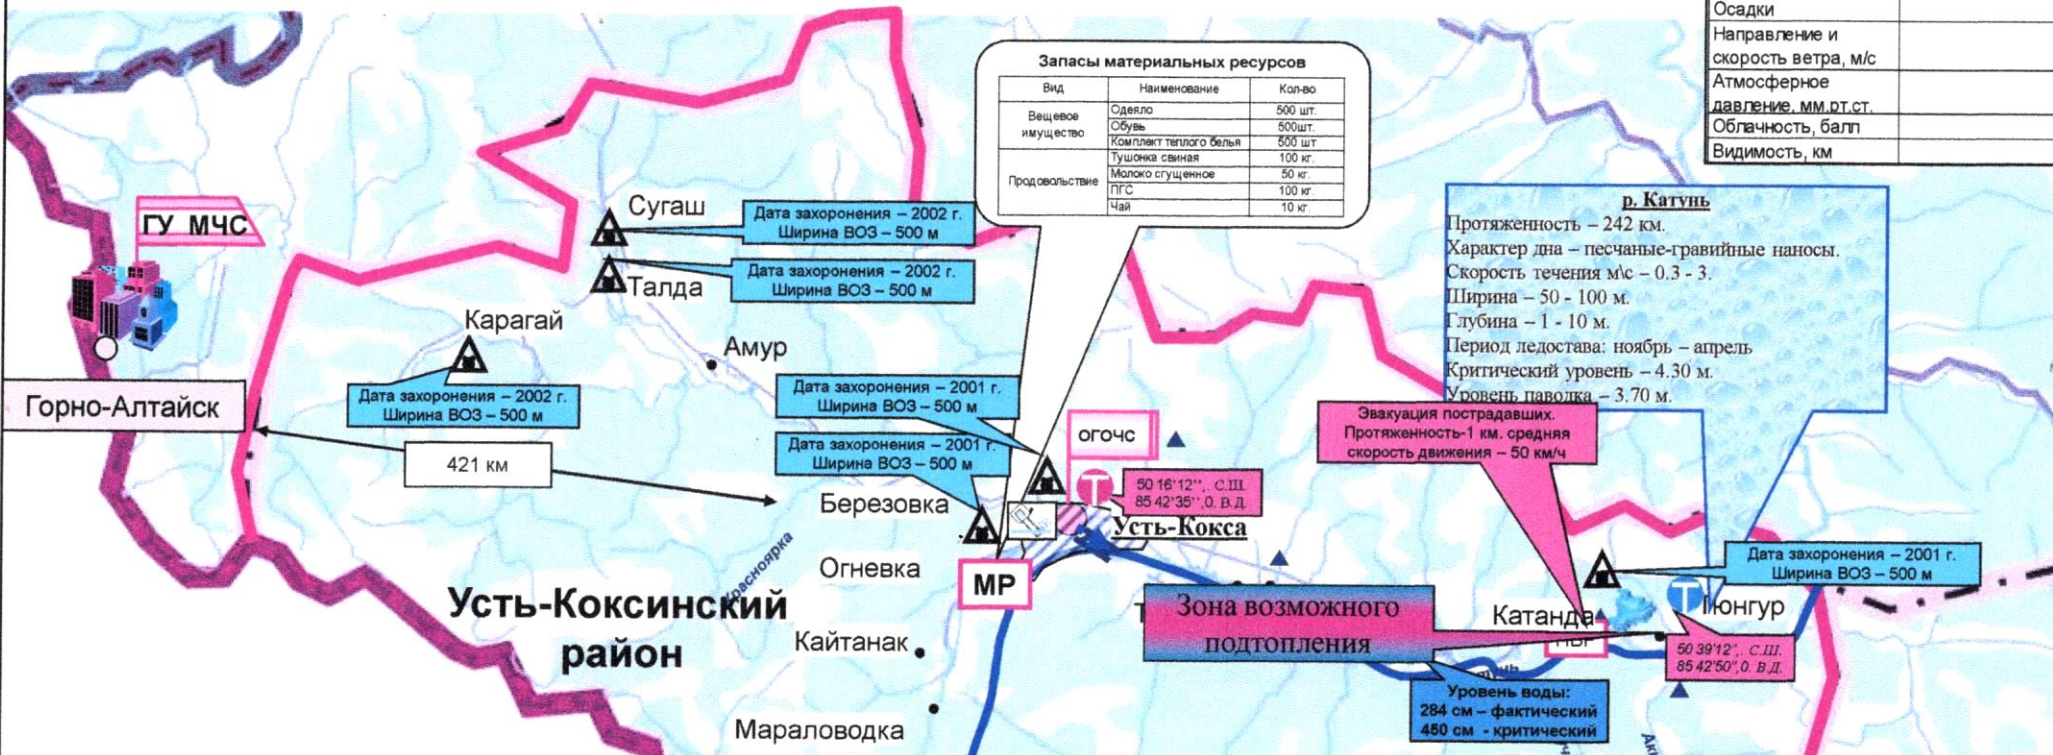 Осадки
Направление и
скорость ветра, м/с
Атмосферное
давление, мм.рт.ст.
Облачность, балл
Видимость, км
Запасы материальных ресурсов
Вид Наименование Кол-во
Вещевое имущество
Одеяло 500 шт.
Обувь 500шт.
Комплект теплого белья 500 шт
Продовольствие
Тушонка свиная 100 кг.
Молоко сгущенное 50 кг.
ПГС 100 кг.
Чай 10 кг.
ГУ МЧС
Сугаш
Дата захоронения – 2002 г.
Ширина ВОЗ – 500 м
Талда
Дата захоронения – 2002 г.
Ширина ВОЗ – 500 м
р. Катунь
Протяженность – 242 км.
Характер дна – песчаные-гравийные наносы.
Скорость течения м\с – 0.3 - 3.
Ширина – 50 - 100 м.
Глубина – 1 - 10 м.
Период ледостава: ноябрь – апрель
Критический уровень – 4.30 м.
Уровень паводка – 3.70 м.
Карагай
Амур
Дата захоронения – 2002 г.
Ширина ВОЗ – 500 м
Горно-Алтайск
421 км
Дата захоронения – 2001 г.
Ширина ВОЗ – 500 м
Дата захоронения – 2001 г.
Ширина ВОЗ – 500 м
ОГОЧС
Эвакуация пострадавших.
Протяженность-1 км. средняя
скорость движения – 50 км/ч
Березовка
Т
50 16'12'',. С.Ш.
85 42'35'',0. В.Д.
Усть-Кокса
Огневка
МР
Красноярка
Усть-Коксинский
район
Кайтанак
Мараловодка
Зона возможного
подтопления
Катанда
Дата захоронения – 2001 г.
Ширина ВОЗ – 500 м
Т
Тюнгур
50 39'12'',. С.Ш.
85 42'50'',0. В.Д.
Уровень воды:
284 см – фактический
450 см - критический